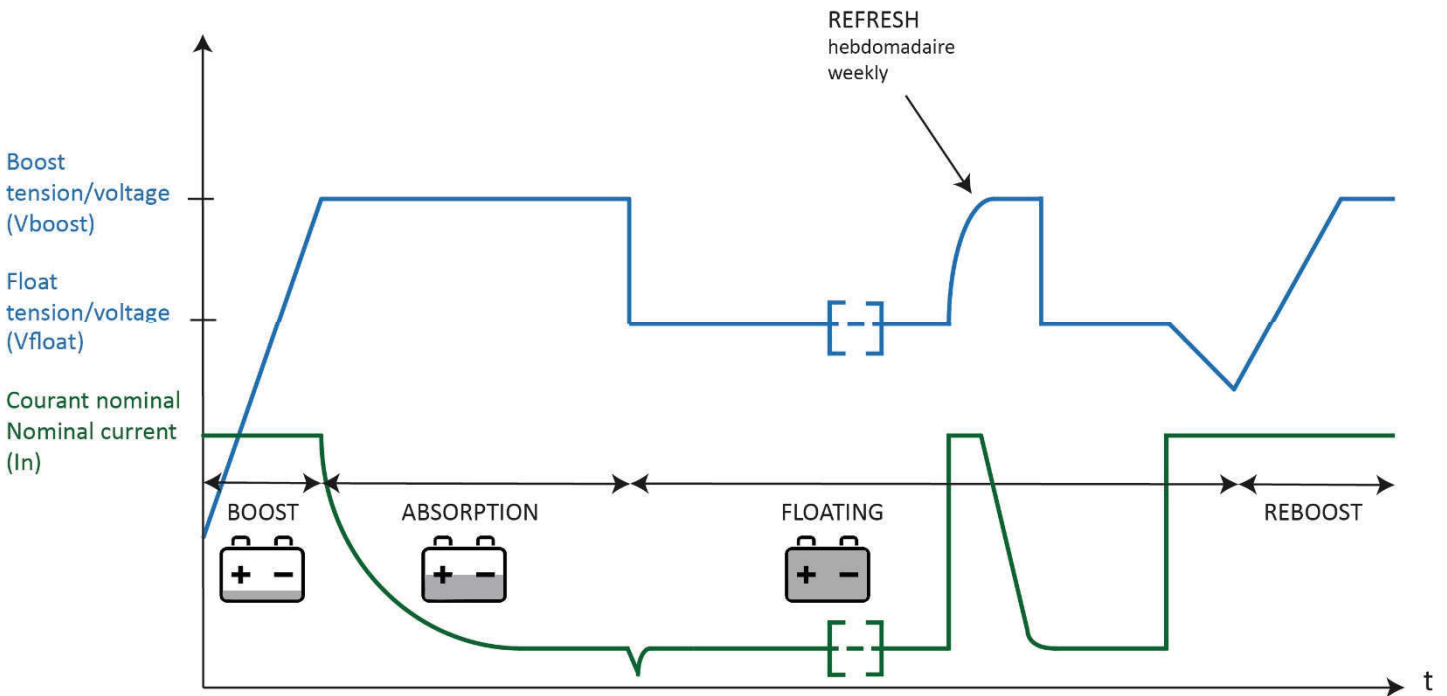 REFRESH
hebdomadaire
weekly
Boost
tension/voltage
(Vboost)
Float
tension/voltage
(Vfloat)
Courant nominal
Nominal current
(In)
BOOST
ABSORPTION
FLOATING
REBOOST
+ −
+ −
+ −
t